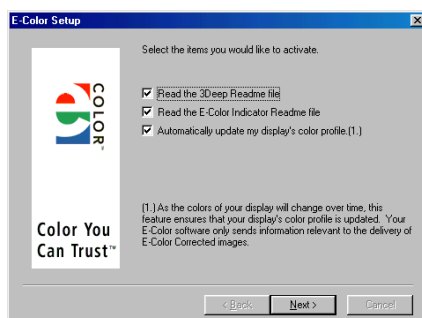 E-Color Setup
Select the items you would like to activate.
Read the 3Deep Readme file
Read the E-Color Indicator Readme file
Automatically update my display's color profile.(1.)
COLOR
(1.) As the colors of your display will change over time, this
feature ensures that your display's color profile is updated. Your
E-Color software only sends information relevant to the delivery of
E-Color Corrected images.
Color You
Can Trust™
< Back
Next >
Cancel